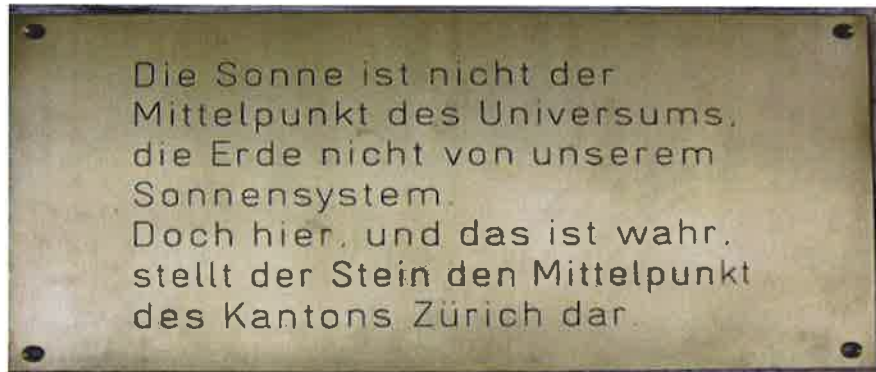 Die Sonne ist nicht der
Mittelpunkt des Universums,
die Erde nicht von unserem
Sonnensystem.
Doch hier, und das ist wahr,
stellt der Stein den Mittelpunkt
des Kantons Zürich dar.